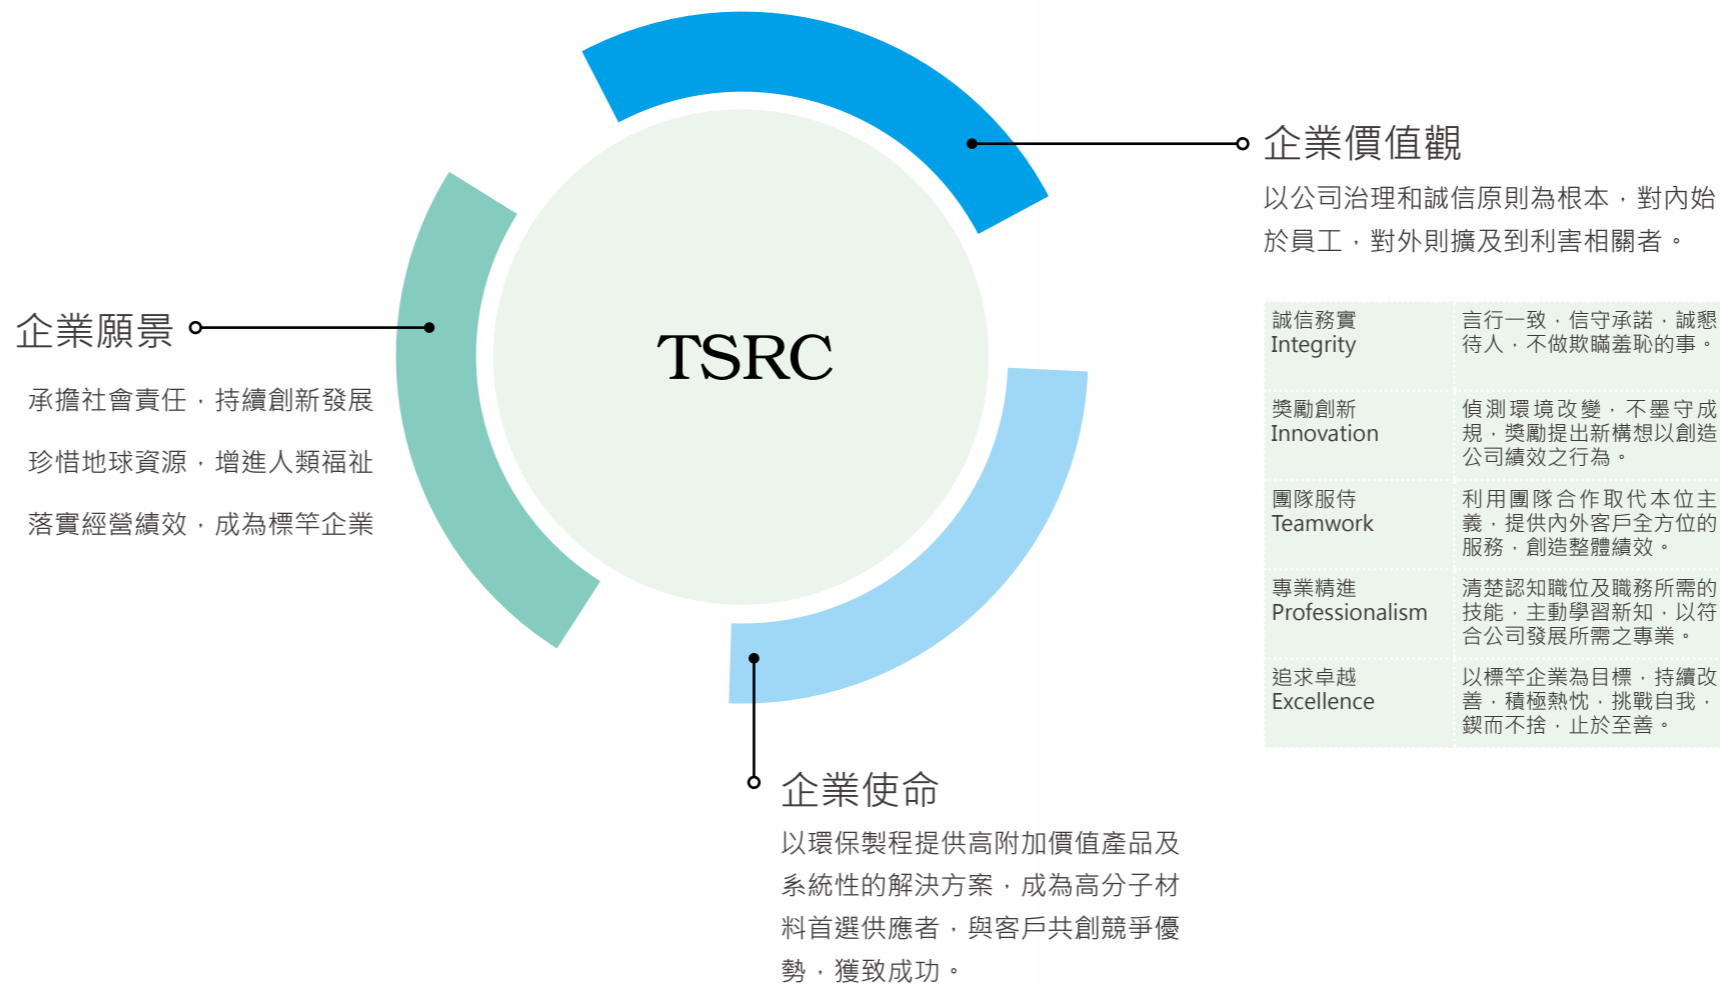 TSRC
企業願景
承擔社會責任，持續創新發展
珍惜地球資源，增進人類福祉
落實經營績效，成為標竿企業
企業價值觀
以公司治理和誠信原則為根本，對內始
於員工，對外則擴及到利害相關者。
誠信務實
Integrity
言行一致，信守承諾，誠懇
待人，不做欺瞞羞恥的事。
獎勵創新
Innovation
偵測環境改變，不墨守成
規，獎勵提出新構想以創造
公司績效之行為。
團隊服侍
Teamwork
利用團隊合作取代本位主
義，提供內外客戶全方位的
服務，創造整體績效。
專業精進
Professionalism
清楚認知職位及職務所需的
技能，主動學習新知，以符
合公司發展所需之專業。
追求卓越
Excellence
以標竿企業為目標，持續改
善，積極熱忱，挑戰自我，
鍥而不捨，止於至善。
企業使命
以環保製程提供高附加價值產品及
系統性的解決方案，成為高分子材
料首選供應者，與客戶共創競爭優
勢，獲致成功。